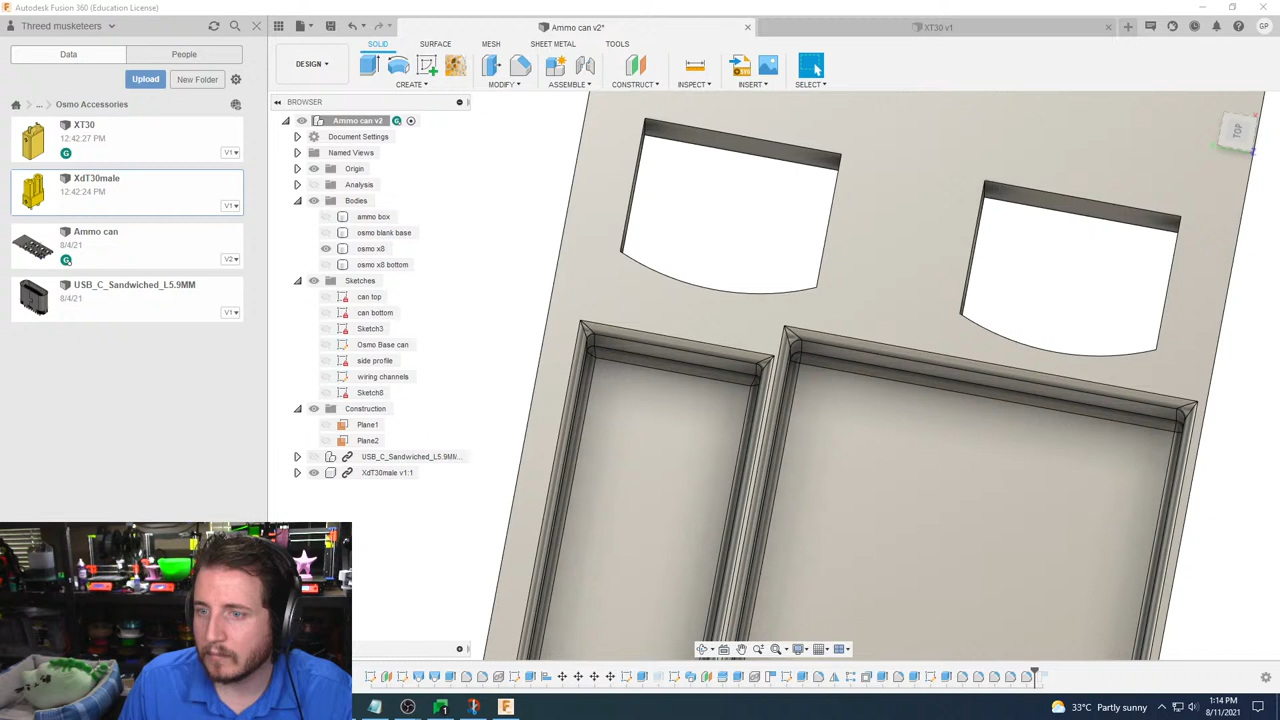 Autodesk Fusion 360 (Education License)
Threed musketeers
Ammo can v2*
XT30 v1
GP
Data
People
SOLID
SURFACE
MESH
SHEET METAL
TOOLS
Upload
New Folder
DESIGN
CREATE
MODIFY
ASSEMBLE
CONSTRUCT
INSPECT
INSERT
SELECT
... Osmo Accessories
BROWSER
XT30
12:42:27 PM
V1
XdT30male
12:42:24 PM
V1
Ammo can
8/4/21
V2
USB_C_Sandwiched_L5.9MM
8/4/21
V1
Ammo can v2
Document Settings
Named Views
Origin
Analysis
Bodies
ammo box
osmo blank base
osmo x8
osmo x8 bottom
Sketches
can top
can bottom
Sketch3
Osmo Base can
side profile
wiring channels
Sketch8
Construction
Plane1
Plane2
USB_C_Sandwiched_L5.9MM...
XdT30male v1:1
TOP
33°C Partly sunny
1:14 PM
8/11/2021